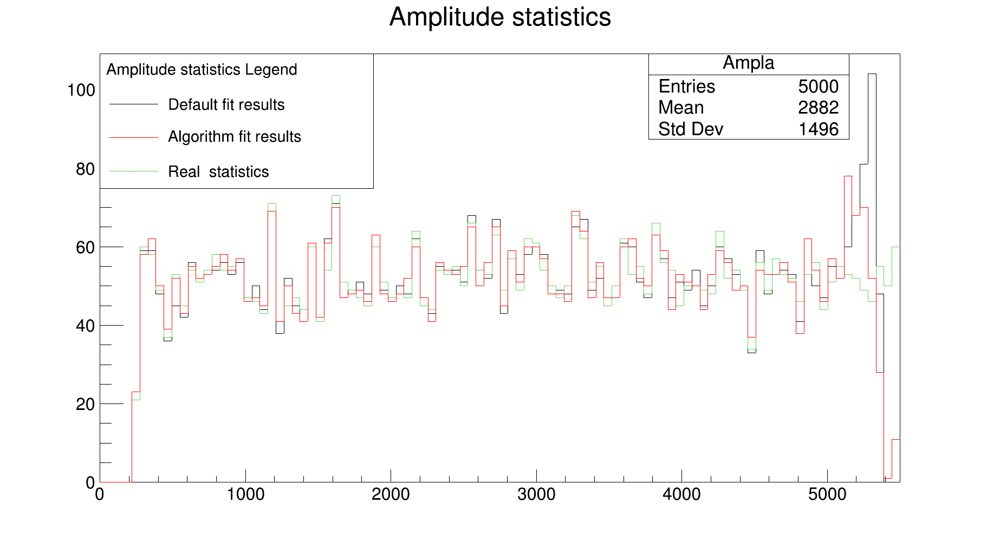 Amplitude statistics
Amplitude statistics Legend
Default fit results
Algorithm fit results
Real  statistics
Ampla
Entries 5000
Mean 2882
Std Dev 1496
100
80
60
40
20
0
0 1000 2000 3000 4000 5000